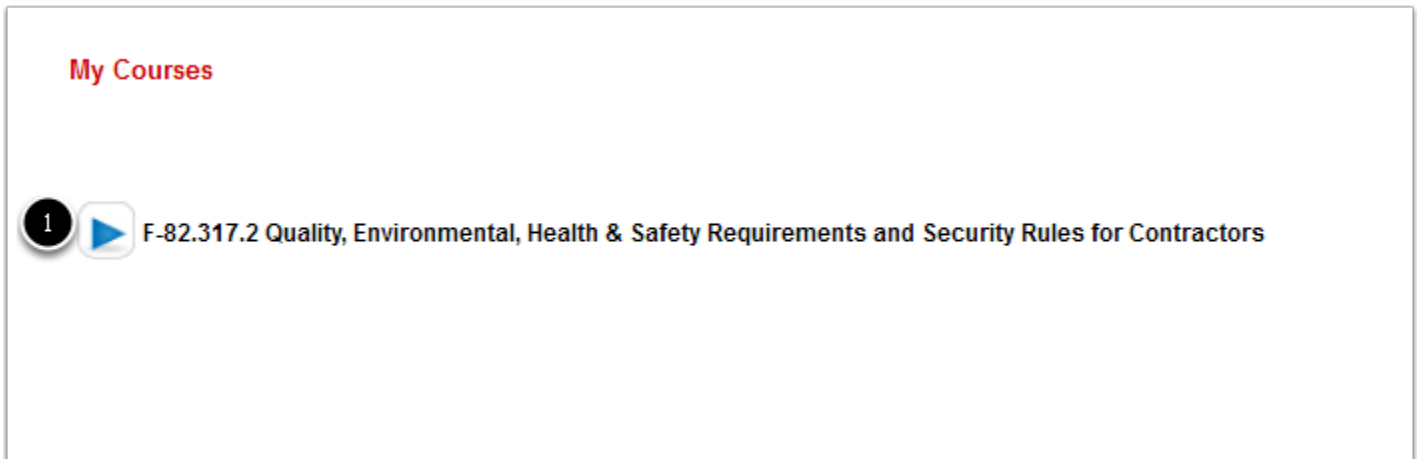 My Courses
1
F-82.317.2 Quality, Environmental, Health & Safety Requirements and Security Rules for Contractors